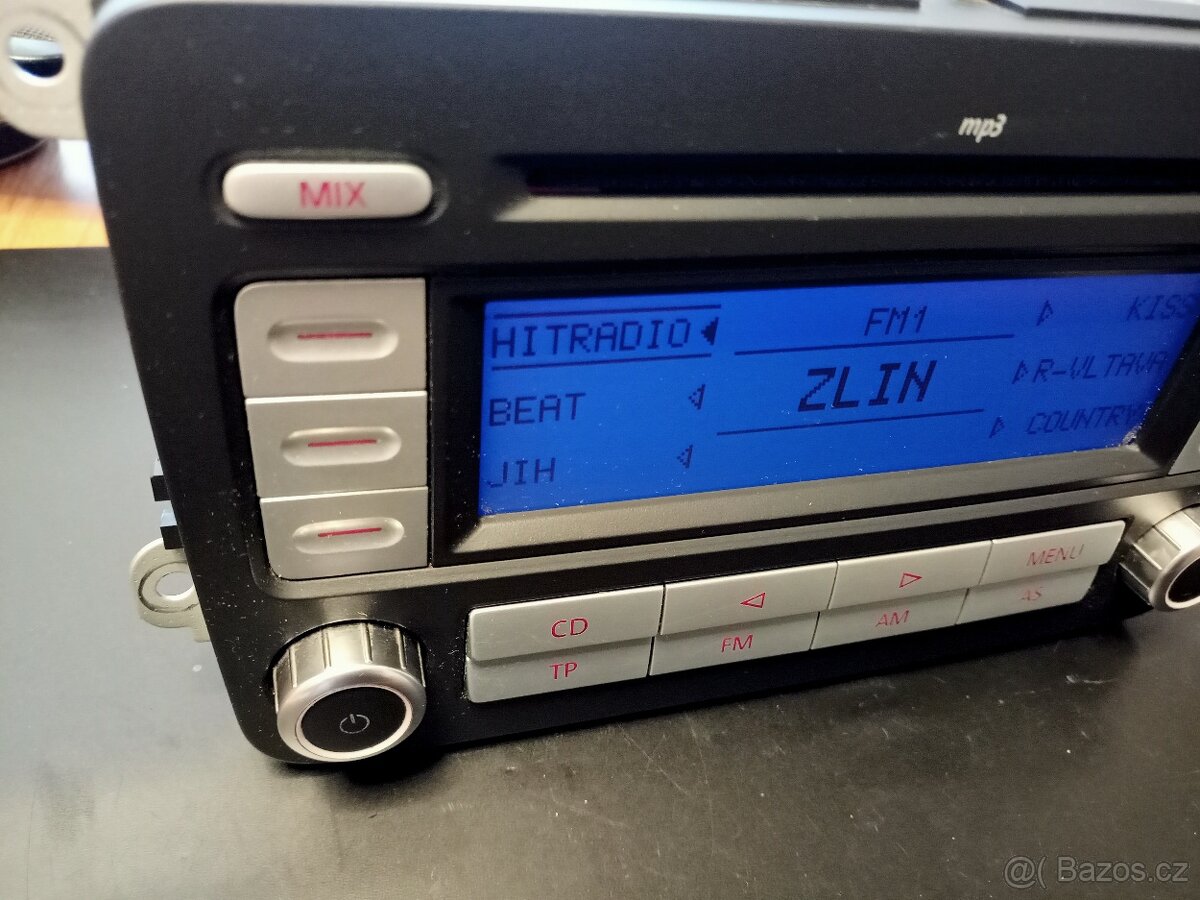 mp3
MIX
HITRADIO FM1 KISS
BEAT ZLIN R-VLTAVA
JIH COUNTRY
CD MENU
TP FM AM AS
@( Bazos.cz